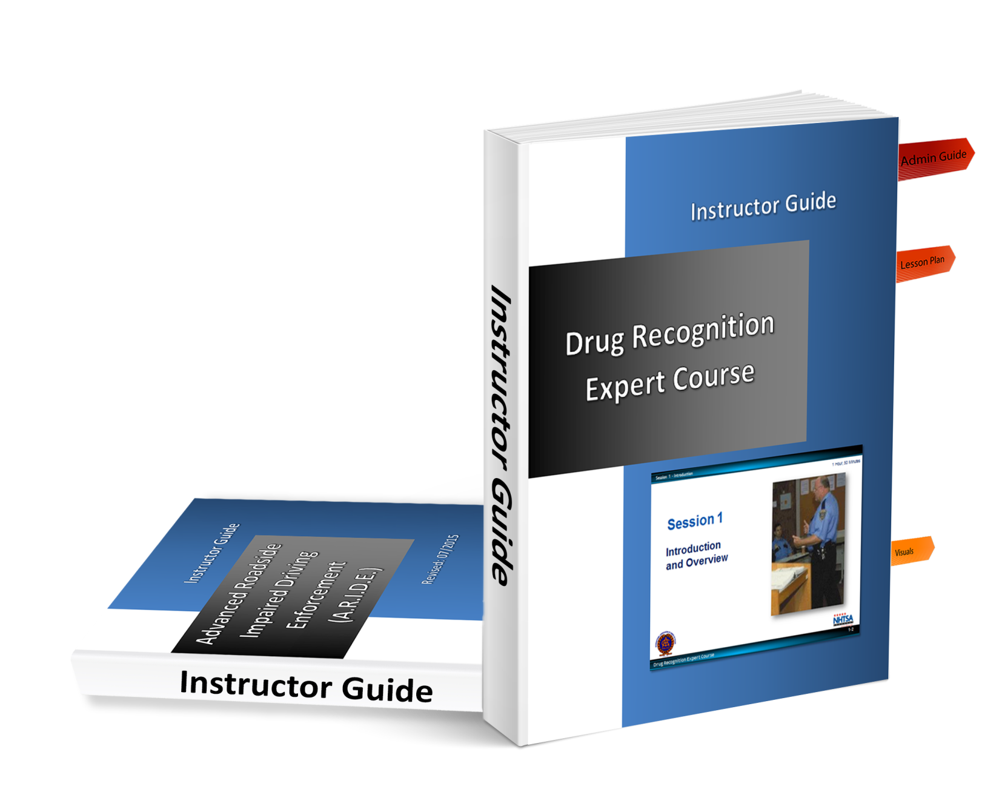 Instructor Guide
Drug Recognition
Expert Course
Session 1 - Introduction
1 Hour, 50 Minutes
Session 1
Introduction
and Overview
NHTSA
1-2
Drug Recognition Expert Course
Instructor Guide
Admin Guide
Lesson Plan
Visuals
Instructor Guide
Advanced Roadside
Impaired Driving
Enforcement
(A.R.I.D.E.)
Revised: 07/2015
Instructor Guide